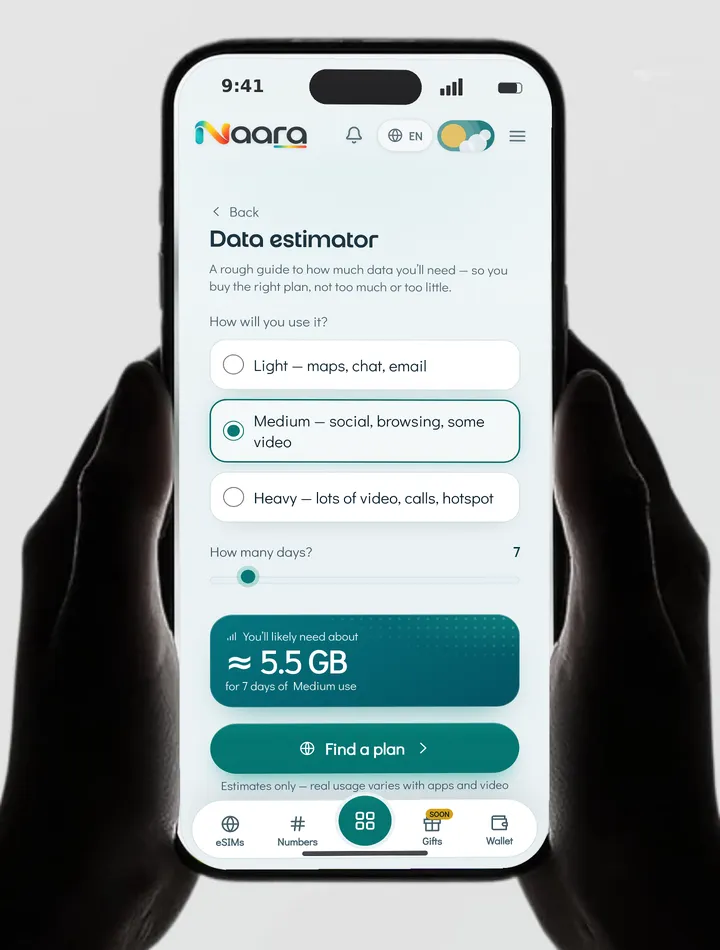 9:41
Naara
EN
Back
Data estimator
A rough guide to how much data you'll need — so you
buy the right plan, not too much or too little.
How will you use it?
Light — maps, chat, email
Medium — social, browsing, some
video
Heavy — lots of video, calls, hotspot
How many days? 7
You'll likely need about
≈ 5.5 GB
for 7 days of Medium use
Find a plan
Estimates only — real usage varies with apps and video
SOON
eSIMs Numbers Gifts Wallet